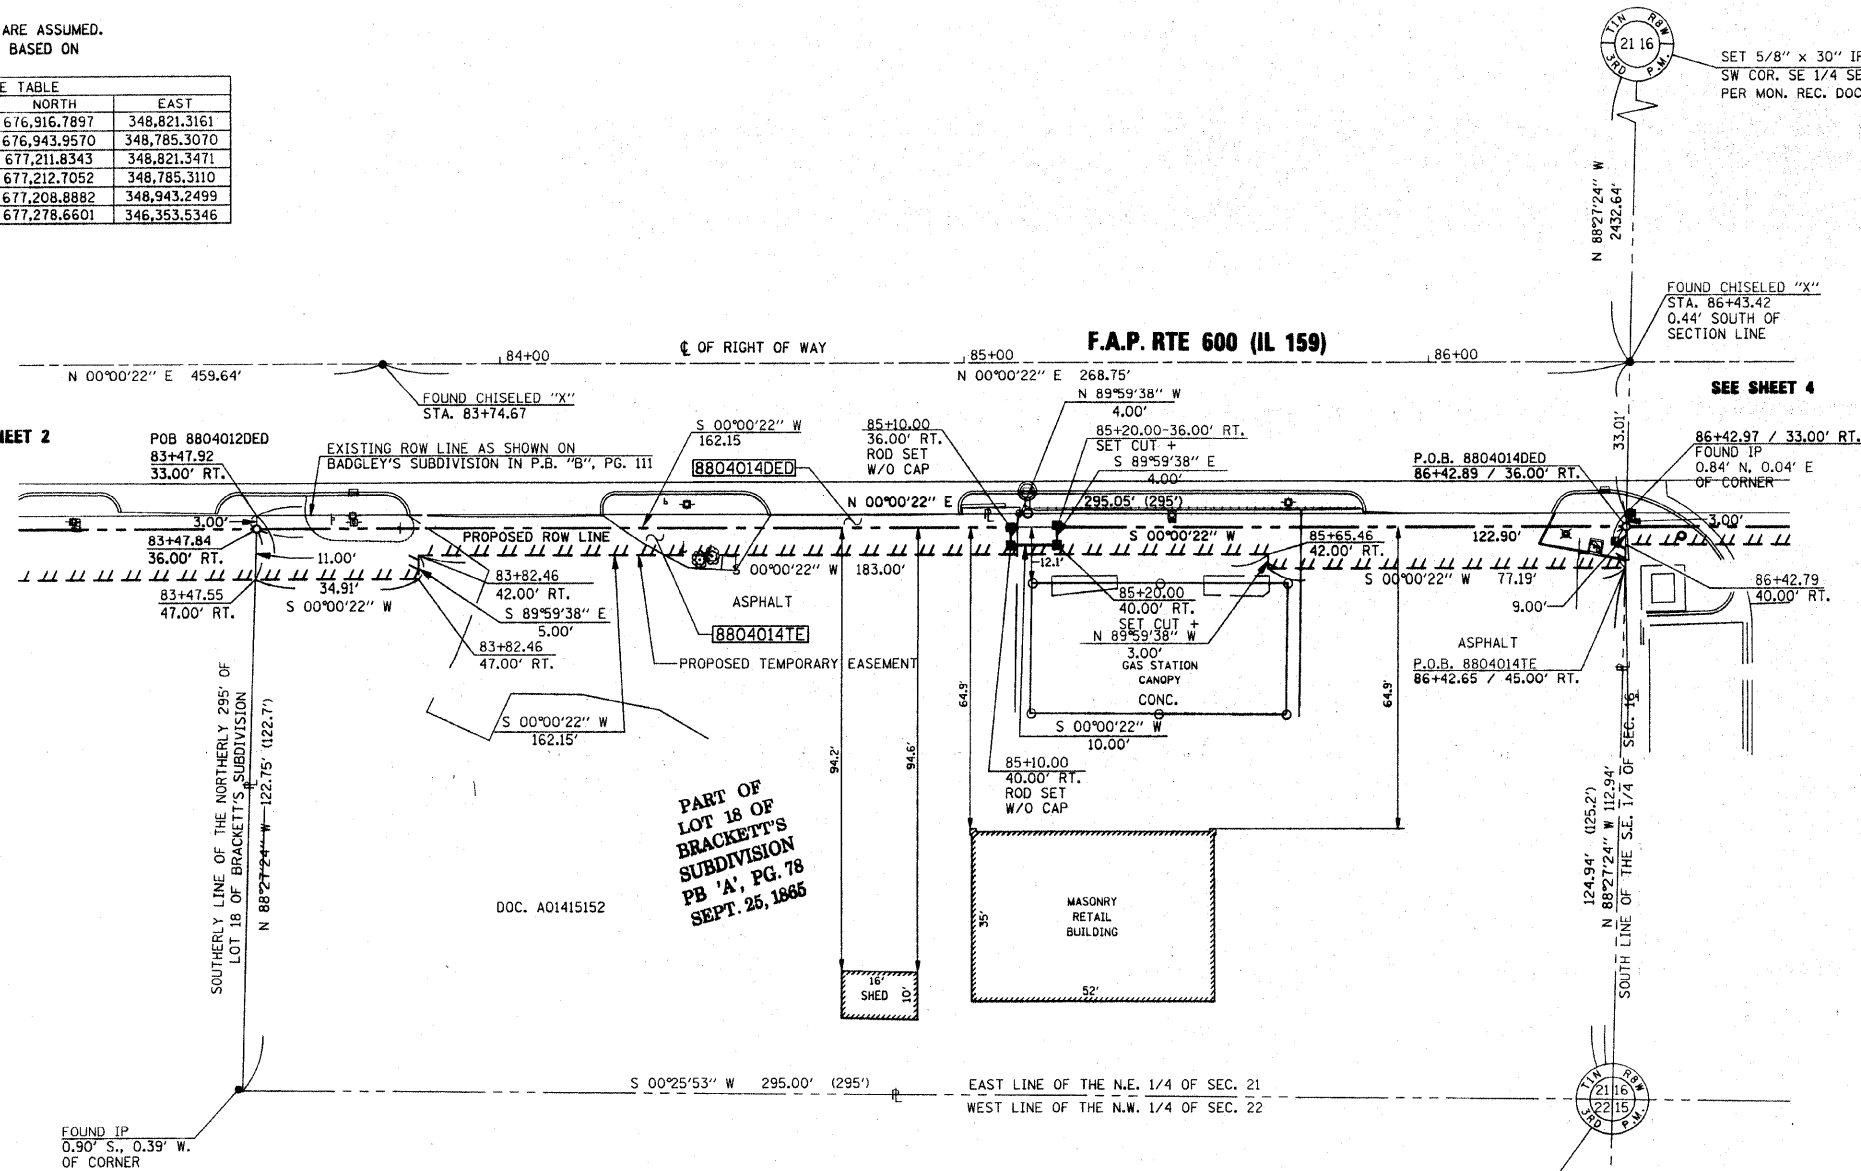 ARE ASSUMED.
BASED ON
E TABLE
NORTH EAST
676,916.7897 348,821.3161
676,943.9570 348,785.3070
677,211.8343 348,821.3471
677,212.7052 348,785.3110
677,208.8882 348,943.2499
677,278.6601 346,353.5346
T1N R8W
21 16
3RD P.M.
SET 5/8" x 30" IP
SW COR. SE 1/4 SE
PER MON. REC. DOC
N 88°27'24" W
2432.64'
FOUND CHISELED "X"
STA. 86+43.42
0.44' SOUTH OF
SECTION LINE
84+00
℄ OF RIGHT OF WAY
85+00
F.A.P. RTE 600 (IL 159)
86+00
N 00°00'22" E 459.64'
N 00°00'22" E 268.75'
FOUND CHISELED "X"
STA. 83+74.67
SEE SHEET 4
HEET 2
POB 8804012DED
83+47.92
33.00' RT.
EXISTING ROW LINE AS SHOWN ON
BADGLEY'S SUBDIVISION IN P.B. "B", PG. 111
S 00°00'22" W
162.15
8804014DED
85+10.00
36.00' RT.
ROD SET
W/O CAP
N 89°59'38" W
4.00'
85+20.00-36.00' RT.
SET CUT +
S 89°59'38" E
4.00'
33.01'
P.O.B. 8804014DED
86+42.89 / 36.00' RT.
86+42.97 / 33.00' RT.
FOUND IP
0.84' N, 0.04' E
OF CORNER
N 00°00'22" E
295.05' (295')
3.00'
83+47.84
36.00' RT.
11.00'
PROPOSED ROW LINE
S 00°00'22" W
122.90'
3.00'
85+65.46
42.00' RT.
83+47.55
47.00' RT.
34.91'
S 00°00'22" W
83+82.46
42.00' RT.
S 89°59'38" E
5.00'
83+82.46
47.00' RT.
S 00°00'22" W 183.00'
ASPHALT
8804014TE
PROPOSED TEMPORARY EASEMENT
12.1'
85+20.00
40.00' RT.
SET CUT +
N 89°59'38" W
3.00'
GAS STATION
CANOPY
CONC.
S 00°00'22" W 77.19'
9.00'
86+42.79
40.00' RT.
ASPHALT
P.O.B. 8804014TE
86+42.65 / 45.00' RT.
S 00°00'22" W
162.15'
S 00°00'22" W
10.00'
85+10.00
40.00' RT.
ROD SET
W/O CAP
64.9'
64.9'
94.2'
94.6'
SOUTHERLY LINE OF THE NORTHERLY 295' OF
LOT 18 OF BRACKETT'S SUBDIVISION
N 88°27'24" W 122.75' (122.7')
PART OF
LOT 18 OF
BRACKETT'S
SUBDIVISION
PB 'A', PG. 78
SEPT. 25, 1865
DOC. A01415152
MASONRY
RETAIL
BUILDING
35'
52'
16'
SHED
10'
124.94' (125.2')
N 88°27'24" W 112.94'
SOUTH LINE OF THE S.E. 1/4 OF SEC. 16
S 00°25'53" W 295.00' (295')
EAST LINE OF THE N.E. 1/4 OF SEC. 21
WEST LINE OF THE N.W. 1/4 OF SEC. 22
T1N R8W
21 16
22 15
3RD P.M.
FOUND IP
0.90' S., 0.39' W.
OF CORNER